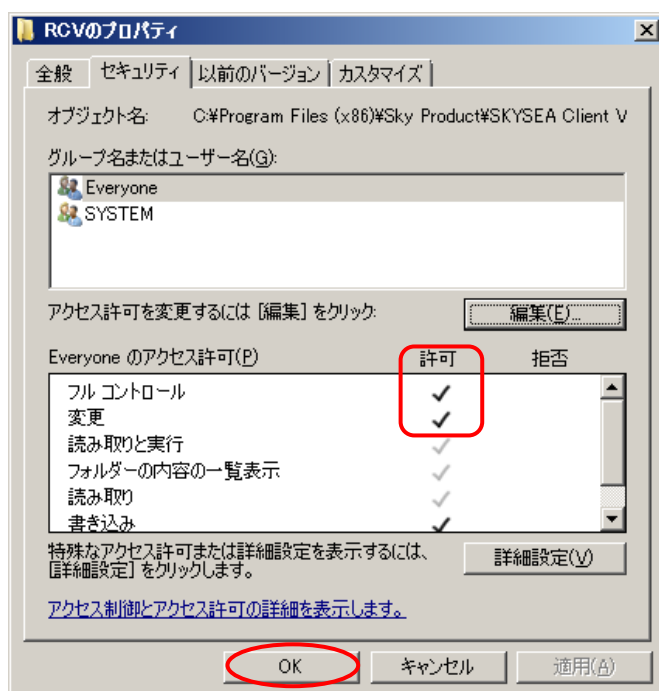 RCVのプロパティ
全般 セキュリティ 以前のバージョン カスタマイズ
オブジェクト名: C:¥Program Files (x86)¥Sky Product¥SKYSEA Client V
グループ名またはユーザー名(G):
Everyone
SYSTEM
アクセス許可を変更するには [編集] をクリック: 編集(E)...
Everyone のアクセス許可(P) 許可 拒否
フル コントロール
変更
読み取りと実行
フォルダーの内容の一覧表示
読み取り
書き込み
特殊なアクセス許可または詳細設定を表示するには、
[詳細設定] をクリックします。 詳細設定(V)
アクセス制御とアクセス許可の詳細を表示します。
OK キャンセル 適用(A)